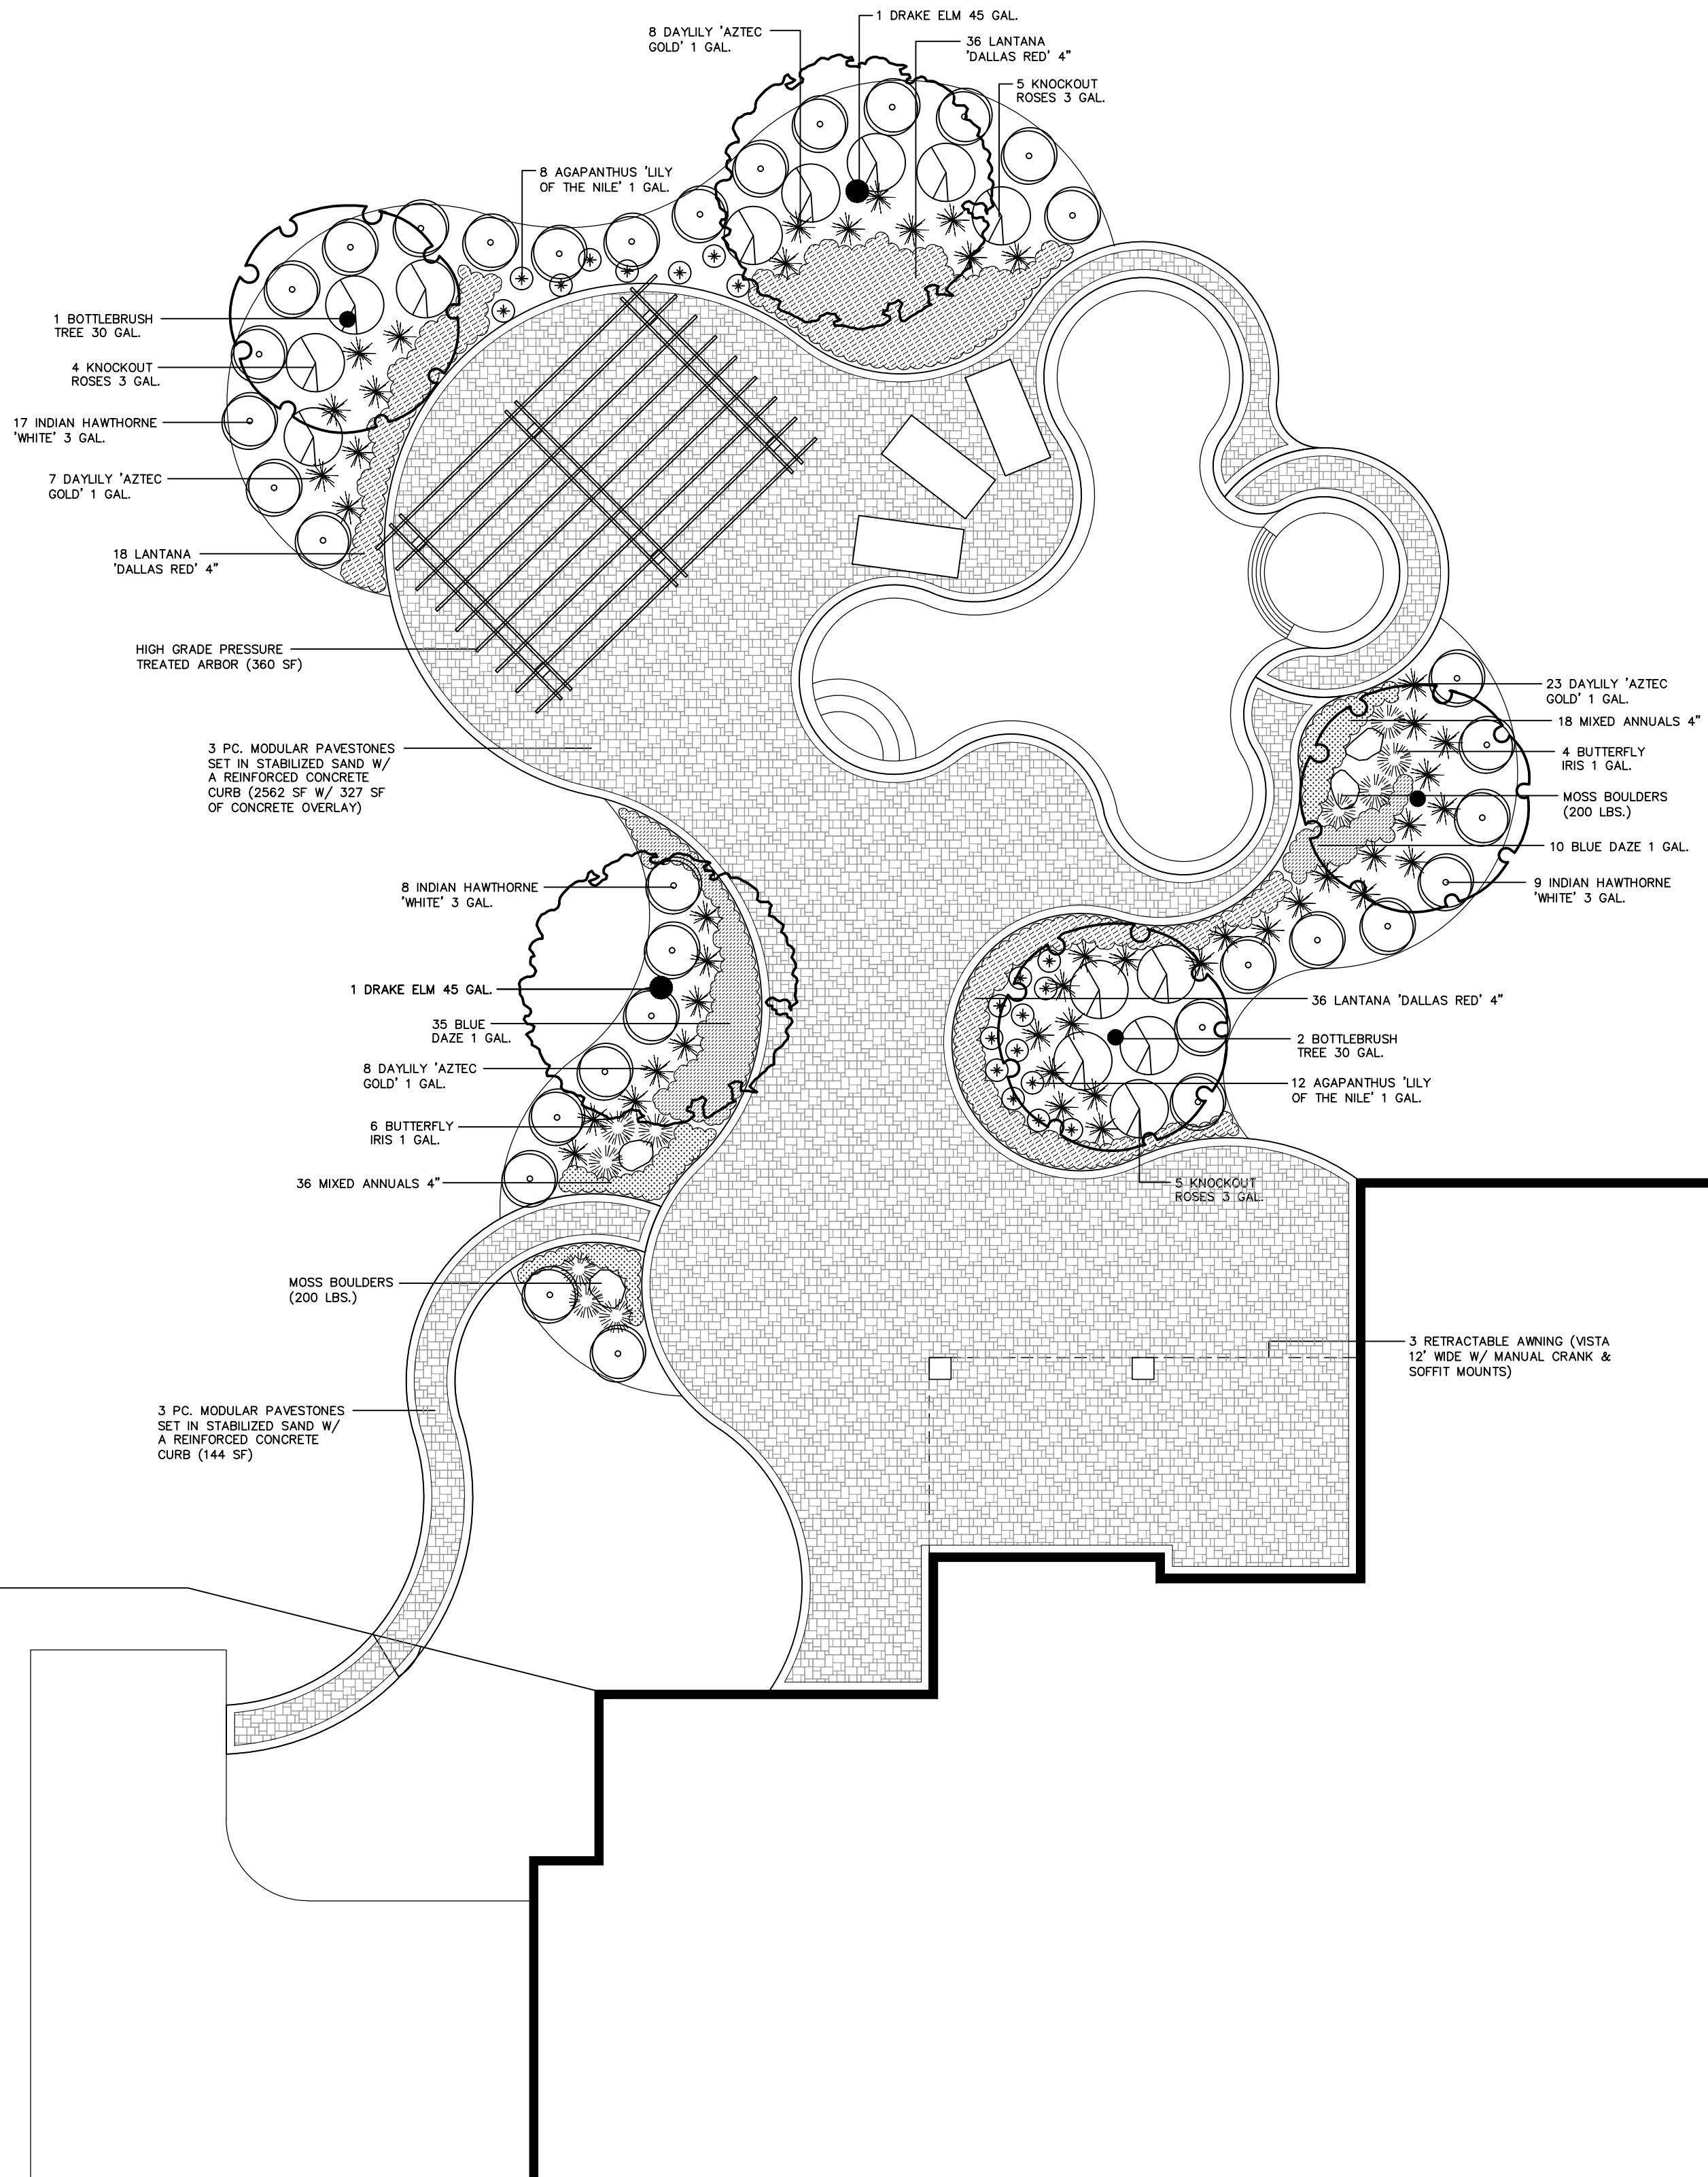 1 DRAKE ELM 45 GAL.
8 DAYLILY 'AZTEC
GOLD' 1 GAL.
36 LANTANA
'DALLAS RED' 4"
5 KNOCKOUT
ROSES 3 GAL.
8 AGAPANTHUS 'LILY
OF THE NILE' 1 GAL.
1 BOTTLEBRUSH
TREE 30 GAL.
4 KNOCKOUT
ROSES 3 GAL.
17 INDIAN HAWTHORNE
'WHITE' 3 GAL.
7 DAYLILY 'AZTEC
GOLD' 1 GAL.
18 LANTANA
'DALLAS RED' 4"
HIGH GRADE PRESSURE
TREATED ARBOR (360 SF)
23 DAYLILY 'AZTEC
GOLD' 1 GAL.
18 MIXED ANNUALS 4"
4 BUTTERFLY
IRIS 1 GAL.
MOSS BOULDERS
(200 LBS.)
10 BLUE DAZE 1 GAL.
9 INDIAN HAWTHORNE
'WHITE' 3 GAL.
3 PC. MODULAR PAVESTONES
SET IN STABILIZED SAND W/
A REINFORCED CONCRETE
CURB (2562 SF W/ 327 SF
OF CONCRETE OVERLAY)
8 INDIAN HAWTHORNE
'WHITE' 3 GAL.
1 DRAKE ELM 45 GAL.
35 BLUE
DAZE 1 GAL.
8 DAYLILY 'AZTEC
GOLD' 1 GAL.
6 BUTTERFLY
IRIS 1 GAL.
36 MIXED ANNUALS 4"
36 LANTANA 'DALLAS RED' 4"
2 BOTTLEBRUSH
TREE 30 GAL.
12 AGAPANTHUS 'LILY
OF THE NILE' 1 GAL.
5 KNOCKOUT
ROSES 3 GAL.
MOSS BOULDERS
(200 LBS.)
3 RETRACTABLE AWNING (VISTA
12' WIDE W/ MANUAL CRANK &
SOFFIT MOUNTS)
3 PC. MODULAR PAVESTONES
SET IN STABILIZED SAND W/
A REINFORCED CONCRETE
CURB (144 SF)